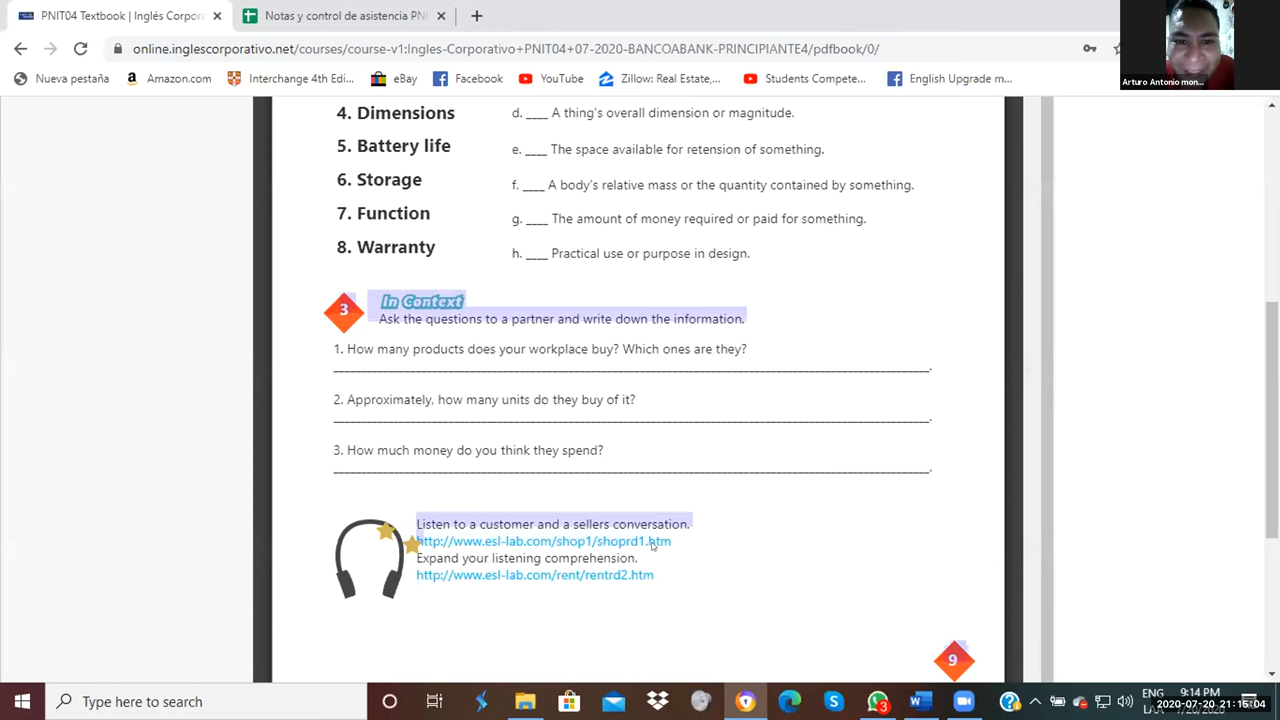 PNIT04 Textbook | Inglés Corpora
Notas y control de asistencia PNI
online.inglescorporativo.net/courses/course-v1:Ingles-Corporativo+PNIT04+07-2020-BANCOABANK-PRINCIPIANTE4/pdfbook/0/
Nueva pestaña
Amazon.com
Interchange 4th Edi...
eBay
Facebook
YouTube
Zillow: Real Estate,...
Students Compete...
English Upgrade m...
Arturo Antonio mon...
4. Dimensions
d. ____ A thing's overall dimension or magnitude.
5. Battery life
e. ____ The space available for retension of something.
6. Storage
f. ____ A body's relative mass or the quantity contained by something.
7. Function
g. ____ The amount of money required or paid for something.
8. Warranty
h. ____ Practical use or purpose in design.
3
In Context
Ask the questions to a partner and write down the information.
1. How many products does your workplace buy? Which ones are they?
2. Approximately, how many units do they buy of it?
3. How much money do you think they spend?
Listen to a customer and a sellers conversation.
http://www.esl-lab.com/shop1/shoprd1.htm
Expand your listening comprehension.
http://www.esl-lab.com/rent/rentrd2.htm
9
Type here to search
3
ENG
9:14 PM
2020-07-20 21:15:04